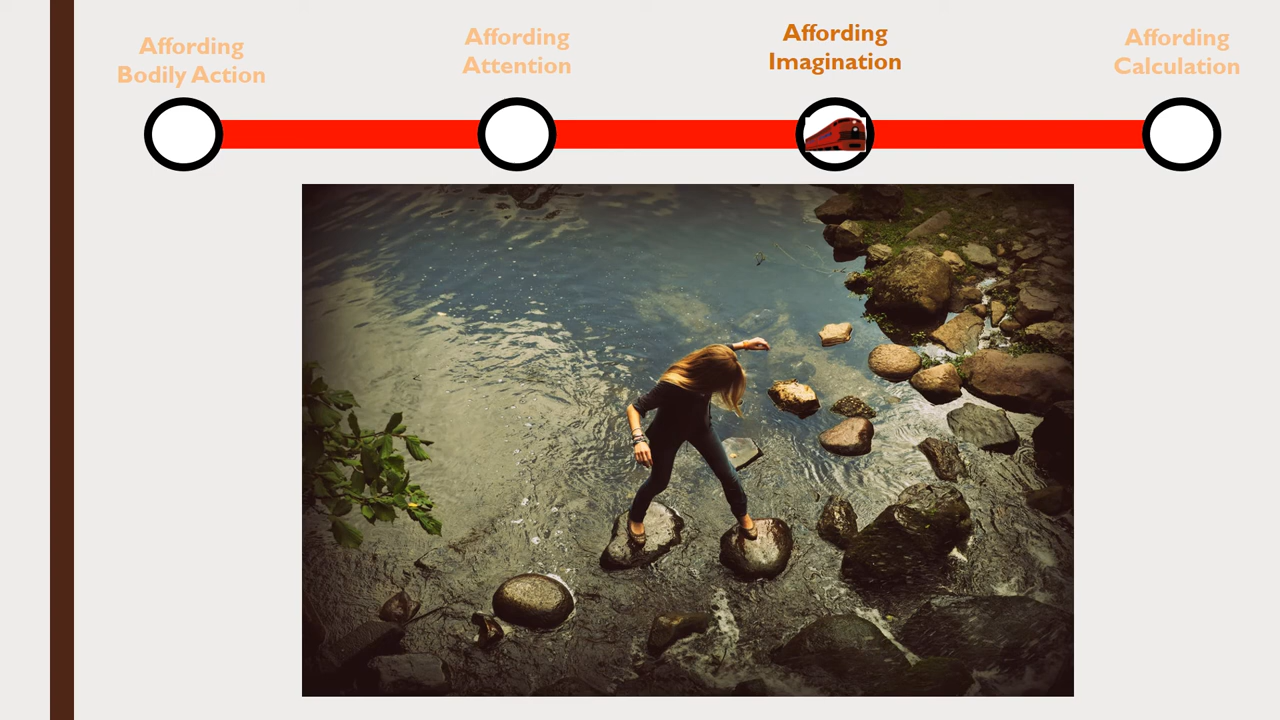 Affording
Bodily Action
Affording
Attention
Affording
Imagination
Affording
Calculation